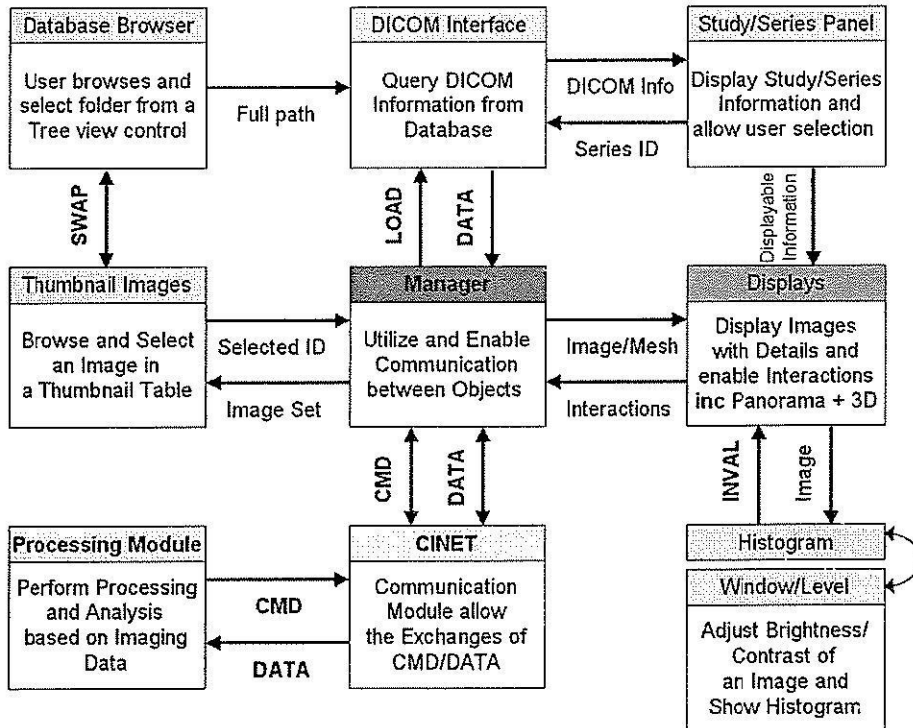 Database Browser
User browses and
select folder from a
Tree view control
Full path
DICOM Interface
Query DICOM
Information from
Database
DICOM Info
Series ID
Study/Series Panel
Display Study/Series
Information and
allow user selection
SWAP
LOAD
DATA
Displayable
Information
Thumbnail Images
Browse and Select
an Image in
a Thumbnail Table
Selected ID
Image Set
Manager
Utilize and Enable
Communication
between Objects
Image/Mesh
Interactions
Displays
Display Images
with Details and
enable Interactions
inc Panorama + 3D
CMD
DATA
INVAL
Image
Processing Module
Perform Processing
and Analysis
based on Imaging
Data
CMD
DATA
CINET
Communication
Module allow
the Exchanges of
CMD/DATA
Histogram
Window/Level
Adjust Brightness/
Contrast of
an Image and
Show Histogram